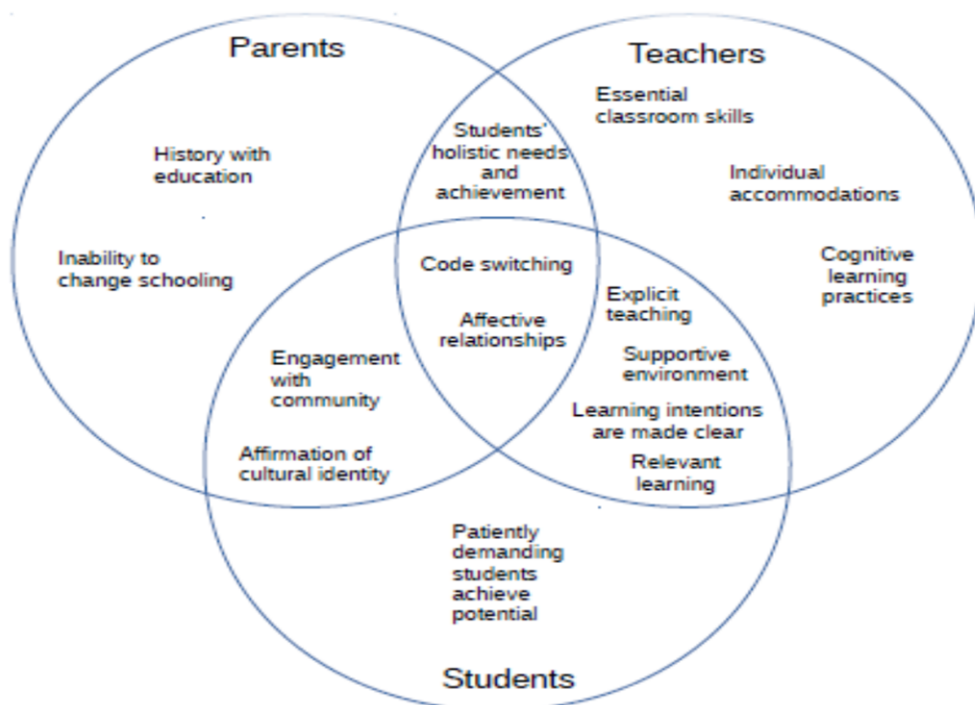 Parents
Teachers
Essential
classroom skills
Students'
holistic needs
and
achievement
History with
education
Individual
accommodations
Inability to
change schooling
Code switching
Cognitive
learning
practices
Explicit
teaching
Affective
relationships
Engagement
with
community
Supportive
environment
Learning intentions
are made clear
Affirmation of
cultural identity
Relevant
learning
Patiently
demanding
students
achieve
potential
Students